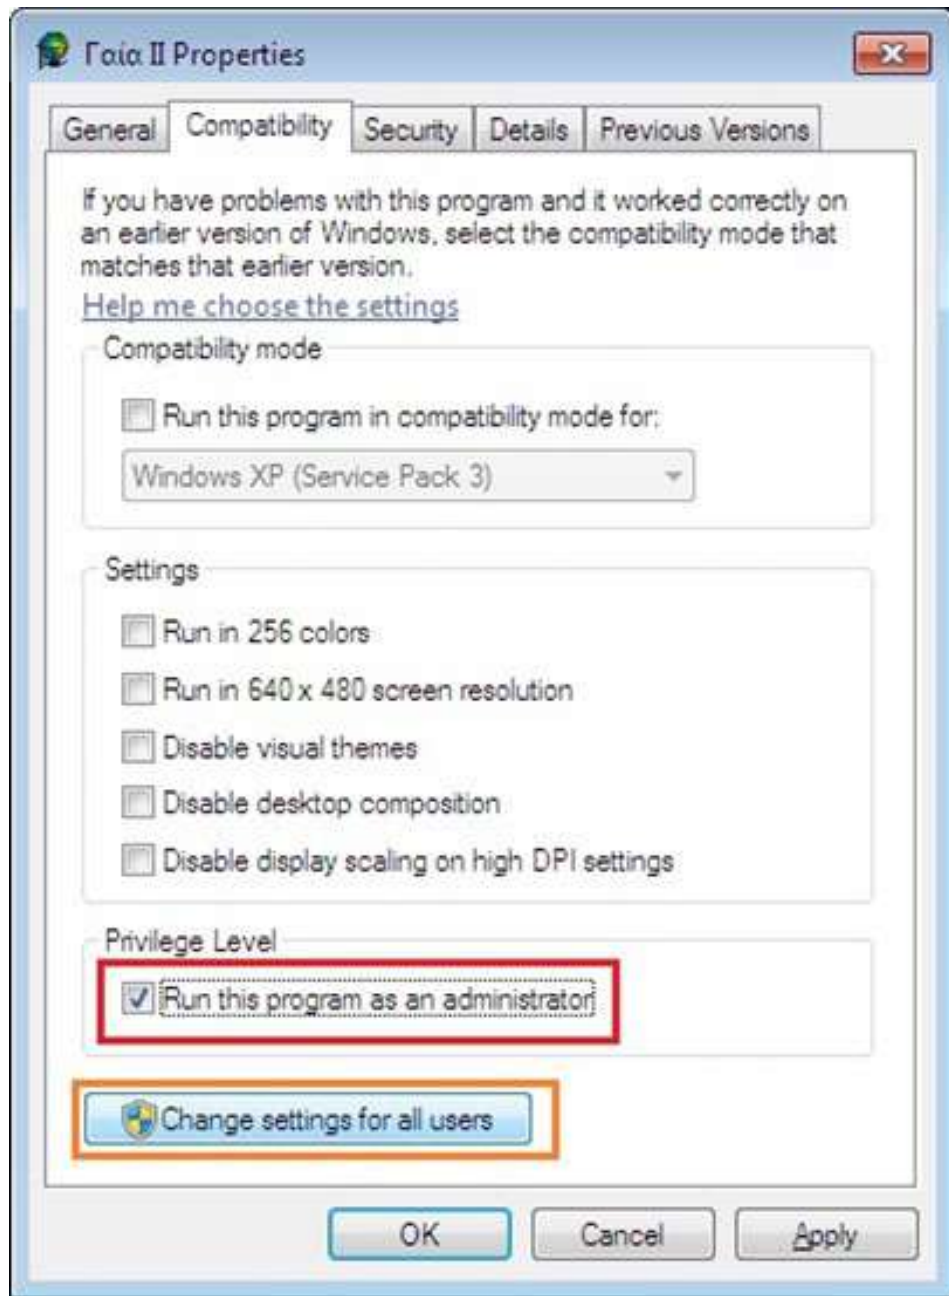 Γαία II Properties
General Compatibility Security Details Previous Versions
If you have problems with this program and it worked correctly on
an earlier version of Windows, select the compatibility mode that
matches that earlier version.
Help me choose the settings
Compatibility mode
Run this program in compatibility mode for:
Windows XP (Service Pack 3)
Settings
Run in 256 colors
Run in 640 x 480 screen resolution
Disable visual themes
Disable desktop composition
Disable display scaling on high DPI settings
Privilege Level
Run this program as an administrator
Change settings for all users
OK Cancel Apply